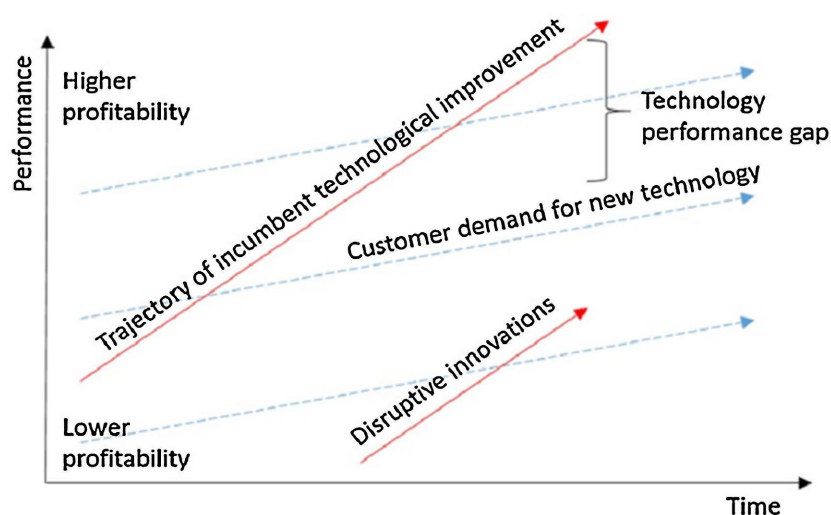 Performance
Higher
profitability
Trajectory of incumbent technological improvement
Technology
performance gap
Customer demand for new technology
Disruptive innovations
Lower
profitability
Time